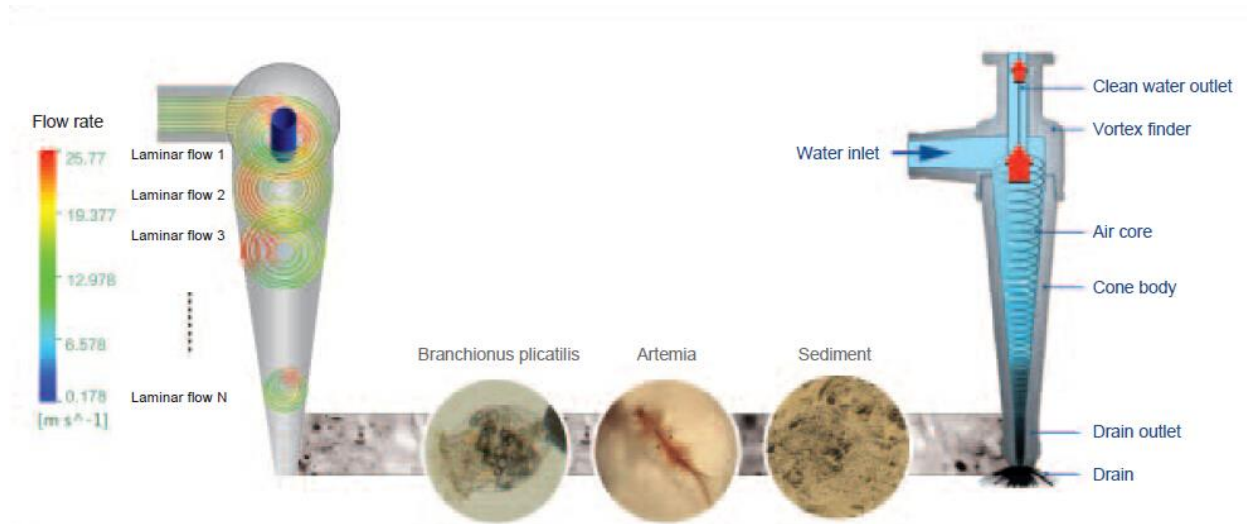 Flow rate
25.77
19.377
12.978
6.578
0.178
[m s^-1]
Laminar flow 1
Laminar flow 2
Laminar flow 3
Laminar flow N
Branchionus plicatilis
Artemia
Sediment
Water inlet
Clean water outlet
Vortex finder
Air core
Cone body
Drain outlet
Drain